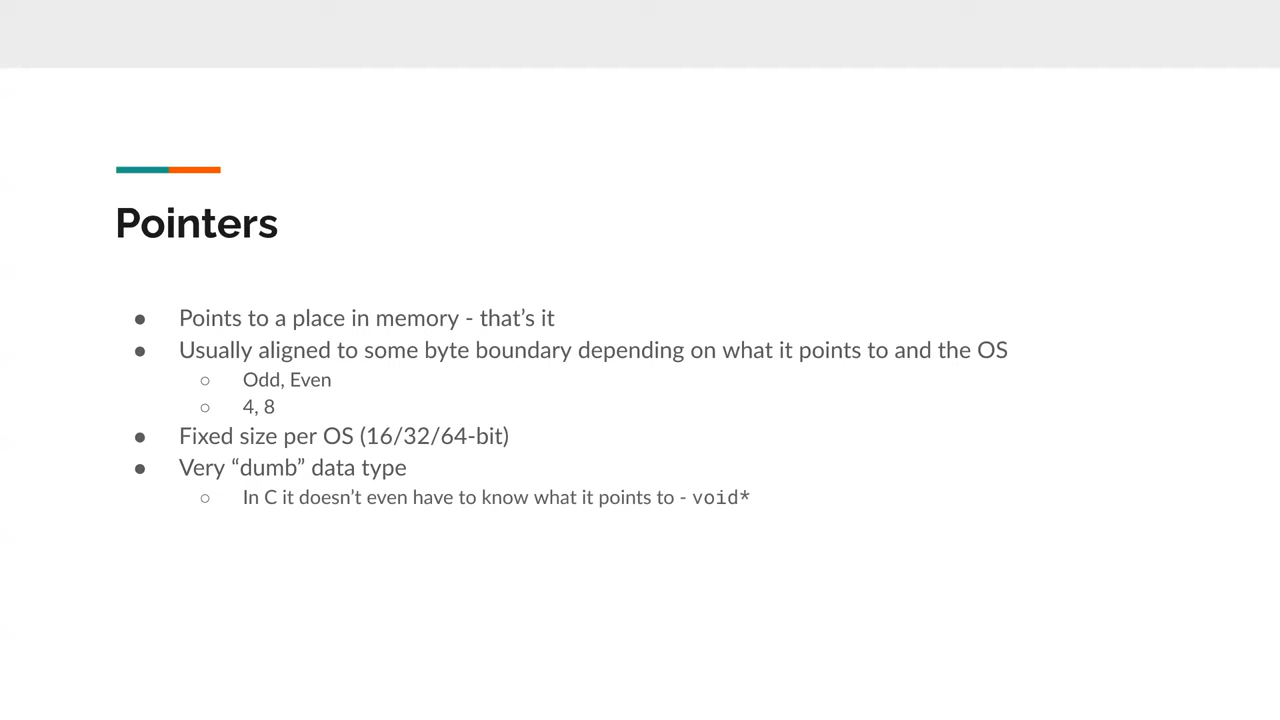 Pointers
● Points to a place in memory - that’s it
● Usually aligned to some byte boundary depending on what it points to and the OS
○ Odd, Even
○ 4, 8
● Fixed size per OS (16/32/64-bit)
● Very “dumb” data type
○ In C it doesn’t even have to know what it points to - void*